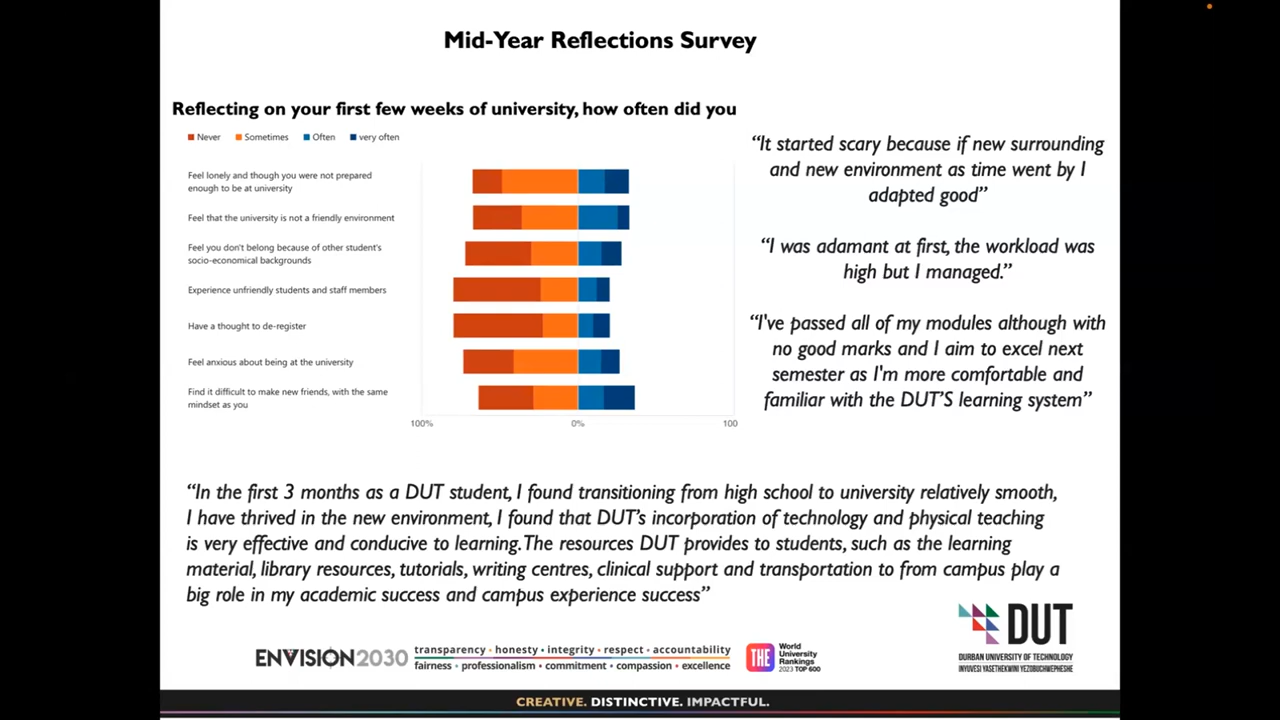 Mid-Year Reflections Survey
Reflecting on your first few weeks of university, how often did you
Never Sometimes Often very often
Feel lonely and though you were not prepared
enough to be at university
Feel that the university is not a friendly environment
Feel you don't belong because of other student's
socio-economical backgrounds
Experience unfriendly students and staff members
Have a thought to de-register
Feel anxious about being at the university
Find it difficult to make new friends, with the same
mindset as you
100% 0% 100
“It started scary because if new surrounding
and new environment as time went by I
adapted good”
“I was adamant at first, the workload was
high but I managed.”
“I've passed all of my modules although with
no good marks and I aim to excel next
semester as I'm more comfortable and
familiar with the DUT’S learning system”
“In the first 3 months as a DUT student, I found transitioning from high school to university relatively smooth,
I have thrived in the new environment, I found that DUT’s incorporation of technology and physical teaching
is very effective and conducive to learning. The resources DUT provides to students, such as the learning
material, library resources, tutorials, writing centres, clinical support and transportation to from campus play a
big role in my academic success and campus experience success”
ENVISION2030
transparency • honesty • integrity • respect • accountability
fairness • professionalism • commitment • compassion • excellence
THE
World
University
Rankings
2023 TOP 600
DUT
DURBAN UNIVERSITY OF TECHNOLOGY
INYUVESI YASETHEKWINI YEZOBUCHWEPHESHE
CREATIVE. DISTINCTIVE. IMPACTFUL.